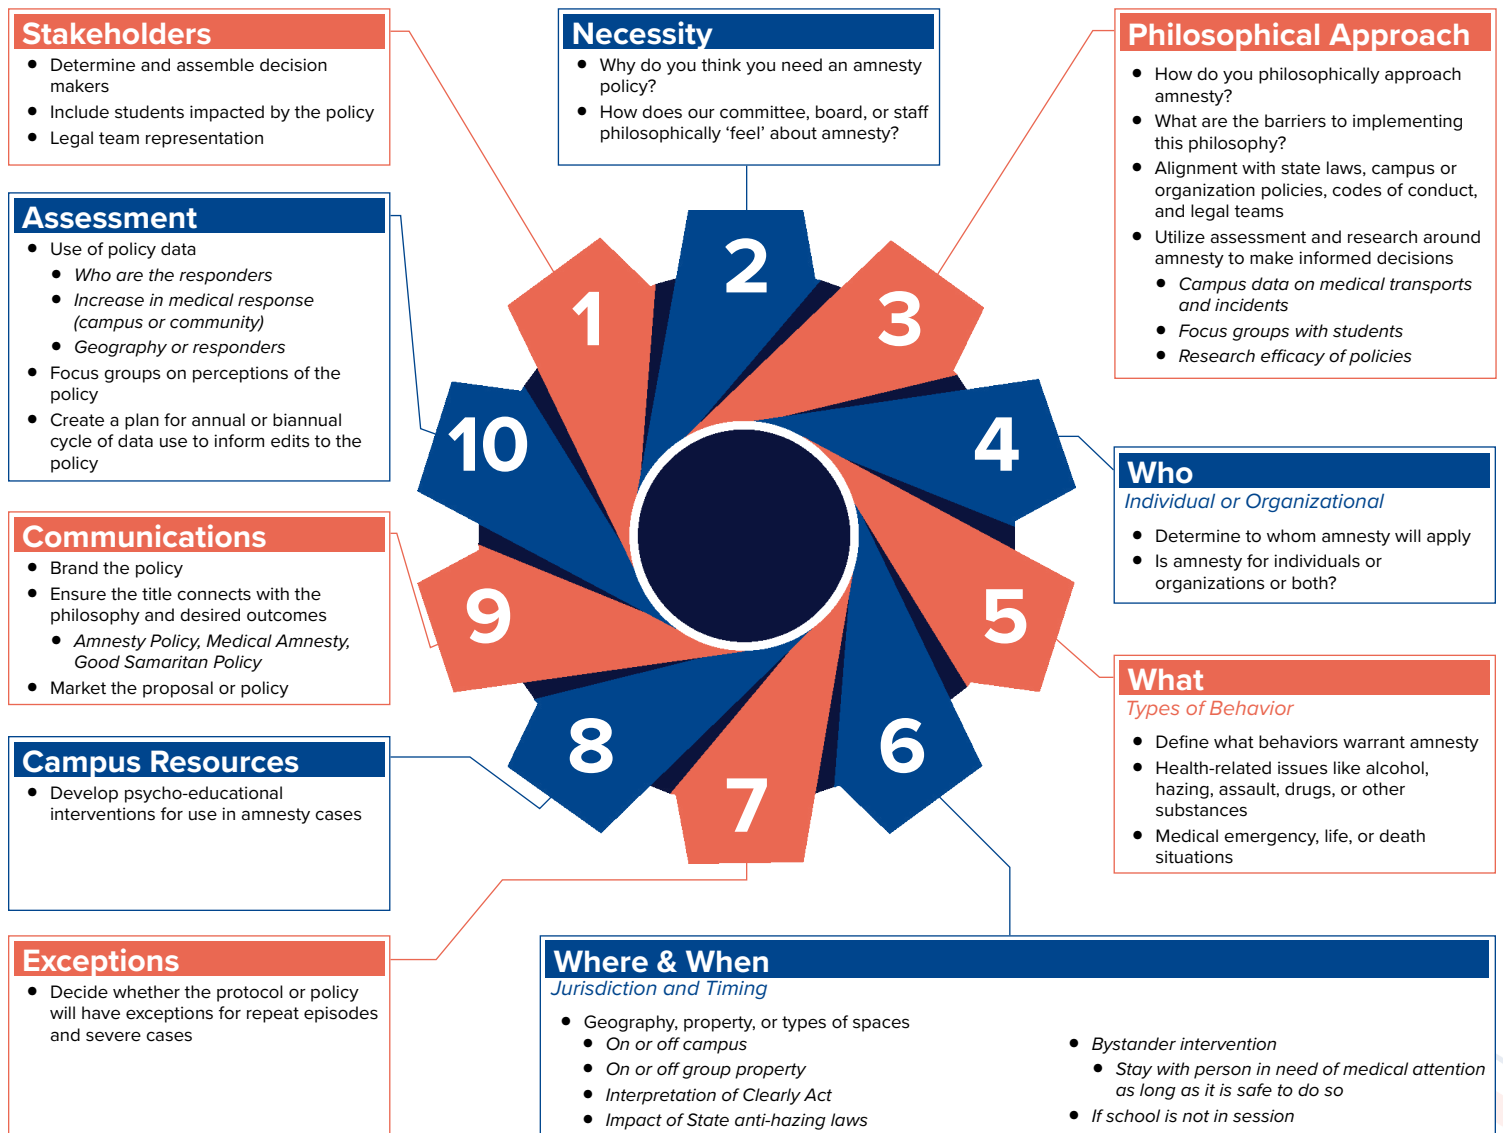 Stakeholders
• Determine and assemble decision
makers
• Include students impacted by the policy
• Legal team representation
Necessity
• Why do you think you need an amnesty
policy?
• How does our committee, board, or staff
philosophically ‘feel’ about amnesty?
Philosophical Approach
• How do you philosophically approach
amnesty?
• What are the barriers to implementing
this philosophy?
• Alignment with state laws, campus or
organization policies, codes of conduct,
and legal teams
• Utilize assessment and research around
amnesty to make informed decisions
• Campus data on medical transports
and incidents
• Focus groups with students
• Research efficacy of policies
Assessment
• Use of policy data
• Who are the responders
• Increase in medical response
(campus or community)
• Geography or responders
• Focus groups on perceptions of the
policy
• Create a plan for annual or biannual
cycle of data use to inform edits to the
policy
1
2
3
4
5
6
7
8
9
10
Who
Individual or Organizational
• Determine to whom amnesty will apply
• Is amnesty for individuals or
organizations or both?
Communications
• Brand the policy
• Ensure the title connects with the
philosophy and desired outcomes
• Amnesty Policy, Medical Amnesty,
Good Samaritan Policy
• Market the proposal or policy
What
Types of Behavior
• Define what behaviors warrant amnesty
• Health-related issues like alcohol,
hazing, assault, drugs, or other
substances
• Medical emergency, life, or death
situations
Campus Resources
• Develop psycho-educational
interventions for use in amnesty cases
Exceptions
• Decide whether the protocol or policy
will have exceptions for repeat episodes
and severe cases
Where & When
Jurisdiction and Timing
• Geography, property, or types of spaces
• On or off campus
• On or off group property
• Interpretation of Clearly Act
• Impact of State anti-hazing laws
• Bystander intervention
• Stay with person in need of medical attention
as long as it is safe to do so
• If school is not in session